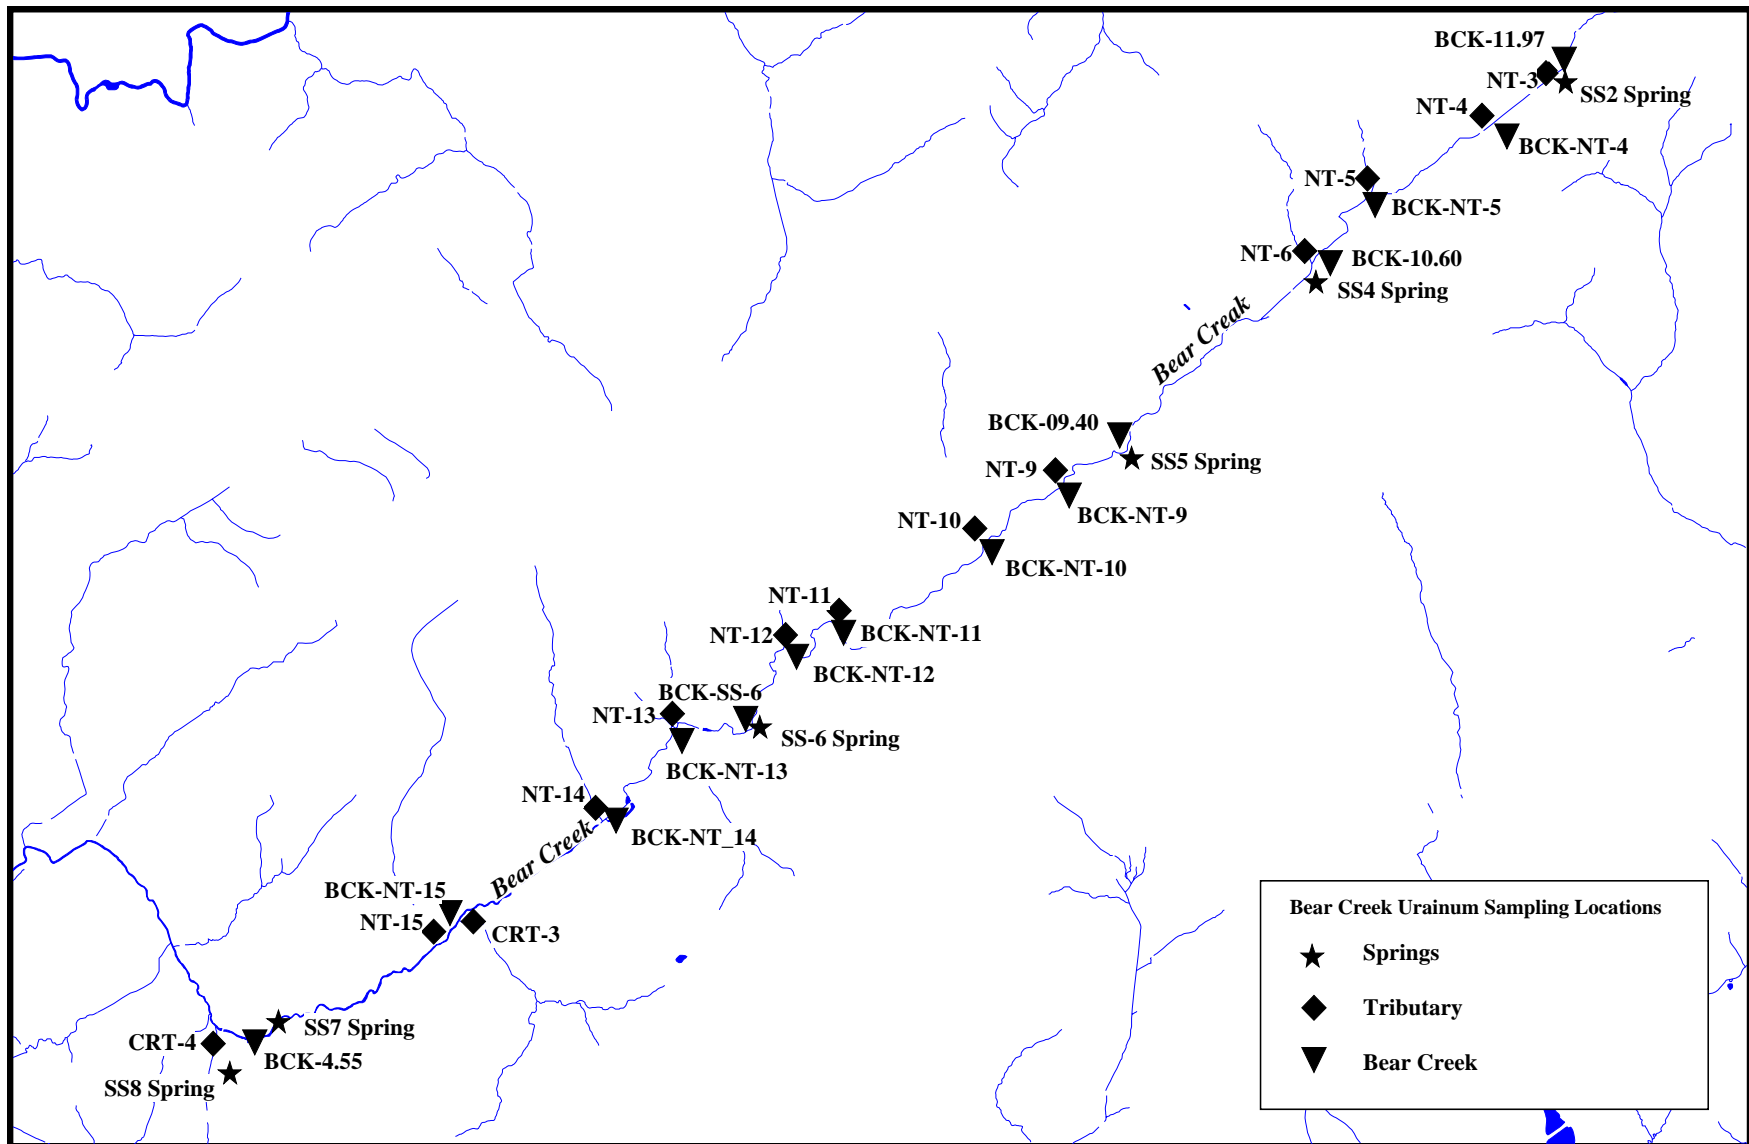 BCK-11.97
NT-3
SS2 Spring
NT-4
BCK-NT-4
NT-5
BCK-NT-5
NT-6
BCK-10.60
SS4 Spring
Bear Creak
BCK-09.40
SS5 Spring
NT-9
BCK-NT-9
NT-10
BCK-NT-10
NT-11
BCK-NT-11
NT-12
BCK-NT-12
BCK-SS-6
NT-13
SS-6 Spring
BCK-NT-13
NT-14
BCK-NT_14
Bear Creek
BCK-NT-15
NT-15
CRT-3
SS7 Spring
CRT-4
BCK-4.55
SS8 Spring
Bear Creek Urainum Sampling Locations
Springs
Tributary
Bear Creek